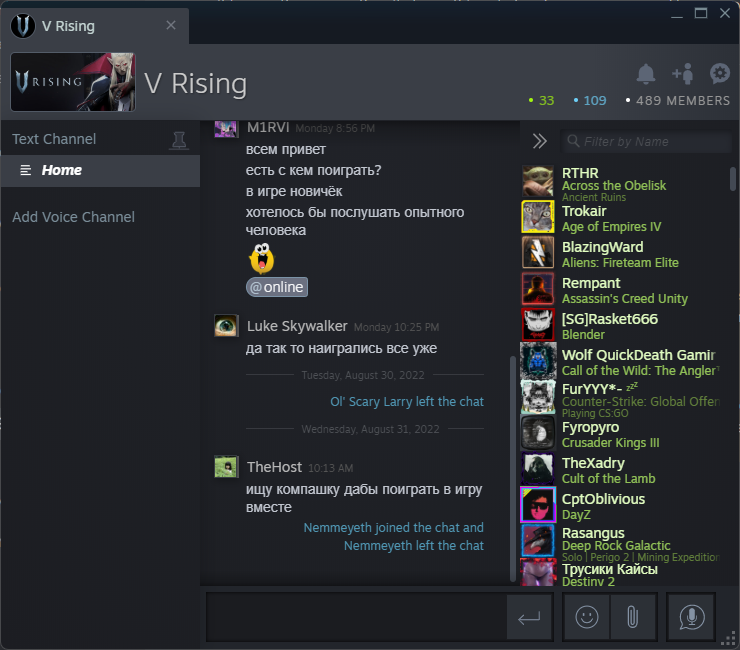 V Rising
V RISING
V Rising
33
109
489 MEMBERS
Text Channel
Home
Add Voice Channel
M1RVI Monday 8:56 PM
всем привет
есть с кем поиграть?
в игре новичёк
хотелось бы послушать опытного
человека
@online
Luke Skywalker Monday 10:25 PM
да так то наигрались все уже
Tuesday, August 30, 2022
Ol' Scary Larry left the chat
Wednesday, August 31, 2022
TheHost 10:13 AM
ищу компашку дабы поиграть в игру
вместе
Nemmeyeth joined the chat and
Nemmeyeth left the chat
Filter by Name
RTHR
Across the Obelisk
Ancient Ruins
Trokair
Age of Empires IV
BlazingWard
Aliens: Fireteam Elite
Rempant
Assassin's Creed Unity
[SG]Rasket666
Blender
Wolf QuickDeath Gamir
Call of the Wild: The Angler™
FurYYY*- zzz
Counter-Strike: Global Offen
Playing CS:GO
Fyropyro
Crusader Kings III
TheXadry
Cult of the Lamb
CptOblivious
DayZ
Rasangus
Deep Rock Galactic
Solo | Perigo 2 | Mining Expedition
Трусики Кайсы
Destiny 2